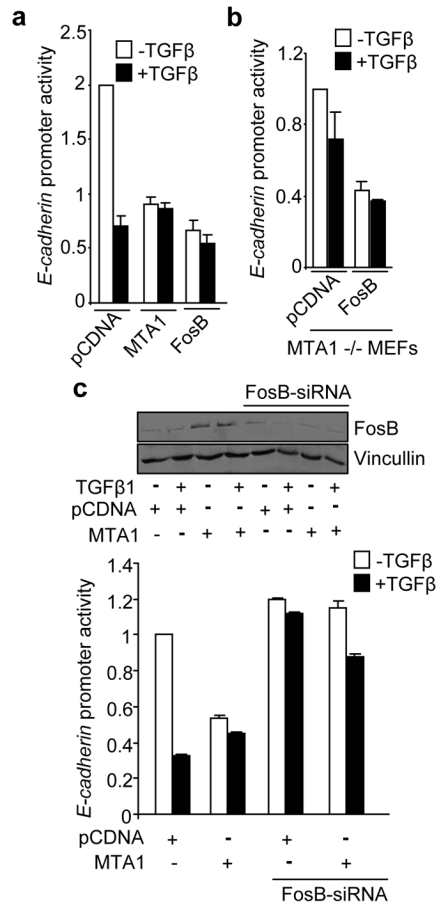 a
E-cadherin promoter activity
2.5
2
1.5
1
0.5
0
-TGFβ
+TGFβ
pCDNA
MTA1
FosB
b
E-cadherin promoter activity
1.2
0.8
0.4
0
-TGFβ
+TGFβ
pCDNA
FosB
MTA1 -/- MEFs
c
FosB-siRNA
FosB
Vincullin
TGFβ1 - + - + - + - +
pCDNA + + - - + + - -
MTA1 - - + + - - + +
E-cadherin promoter activity
1.4
1.2
1
0.8
0.6
0.4
0.2
0
-TGFβ
+TGFβ
pCDNA + - + -
MTA1 - + - +
FosB-siRNA